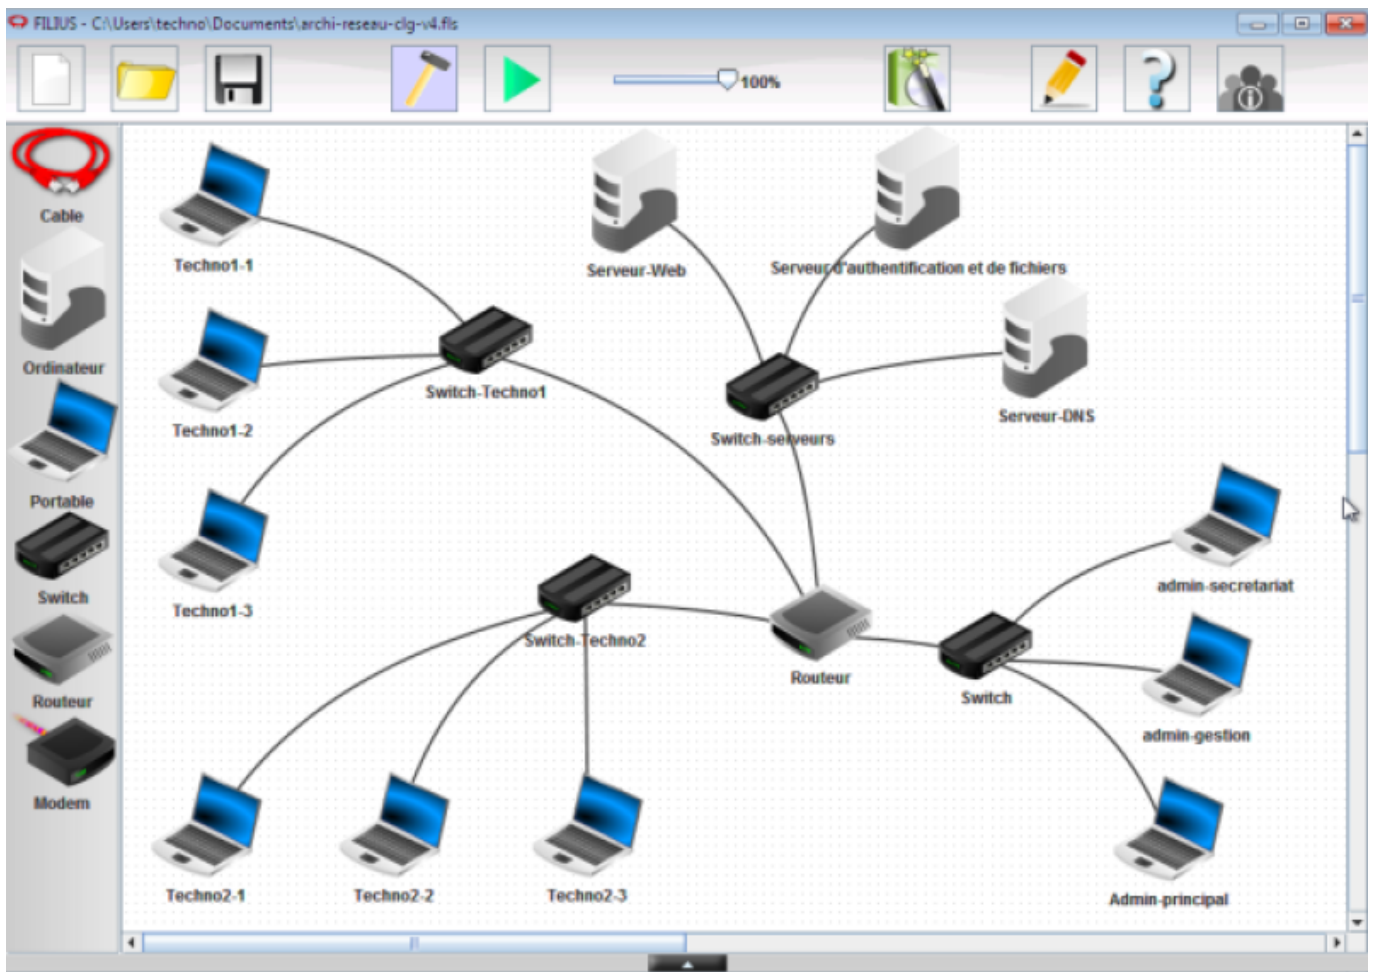 FILIUS - C:\Users\techno\Documents\archi-reseau-clg-v4.fls
100%
Cable
Ordinateur
Portable
Switch
Routeur
Modem
Techno1-1
Serveur-Web
Serveur d'authentification et de fichiers
Techno1-2
Switch-Techno1
Switch-serveurs
Serveur-DNS
Techno1-3
Switch-Techno2
Routeur
Switch
admin-secretariat
admin-gestion
Techno2-1
Techno2-2
Techno2-3
Admin-principal